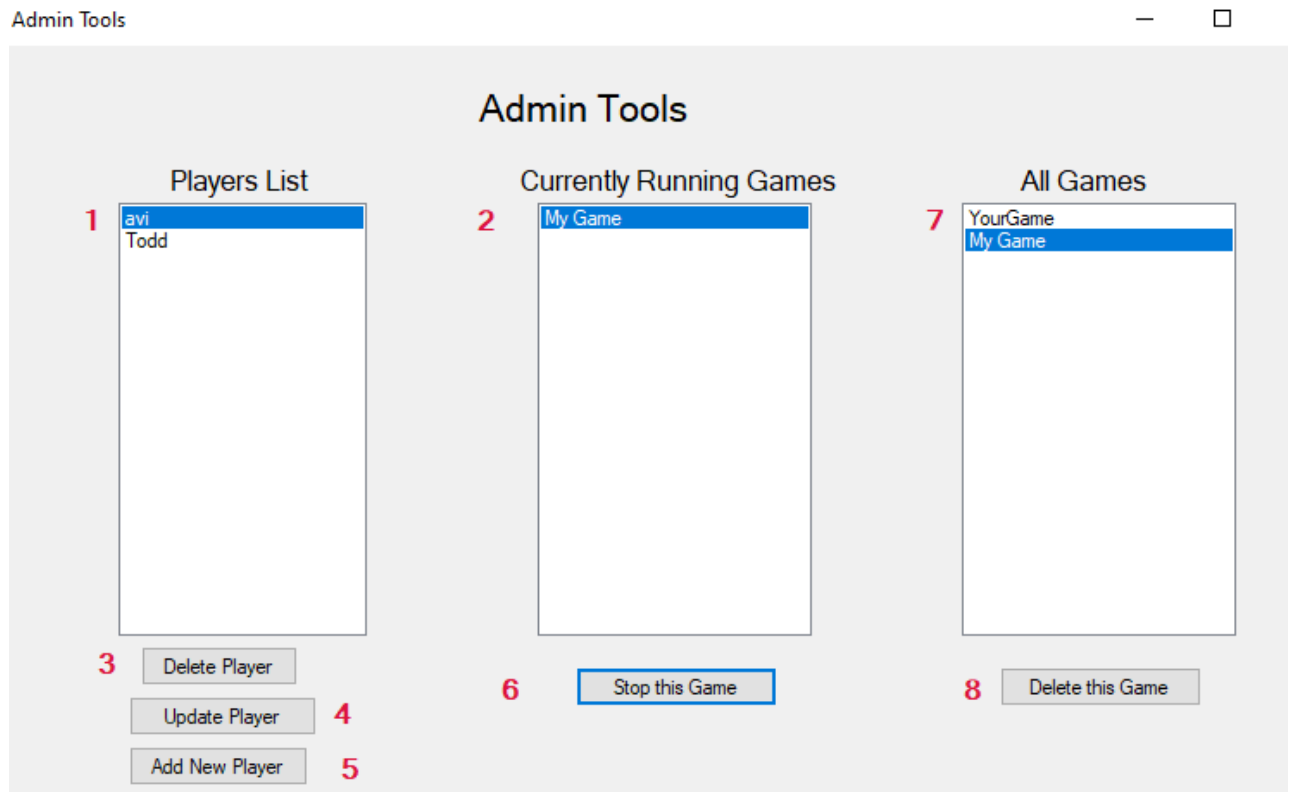 Admin Tools
Admin Tools
Players List
Currently Running Games
All Games
1
avi
Todd
2
My Game
7
YourGame
My Game
3
Delete Player
Update Player
4
Add New Player
5
6
Stop this Game
8
Delete this Game